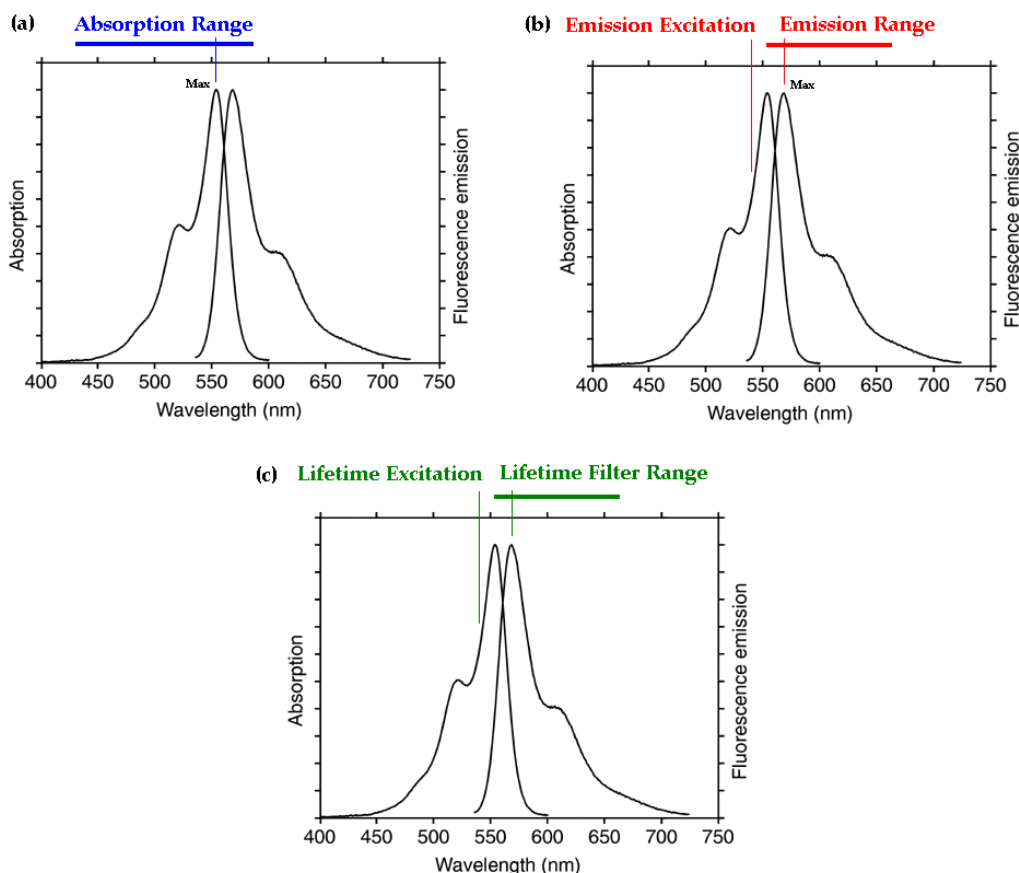 (a) Absorption Range
Max
Absorption
Fluorescence emission
400 450 500 550 600 650 700 750
Wavelength (nm)
(b) Emission Excitation Emission Range
Max
Absorption
Fluorescence emission
400 450 500 550 600 650 700 750
Wavelength (nm)
(c) Lifetime Excitation Lifetime Filter Range
Absorption
Fluorescence emission
400 450 500 550 600 650 700 750
Wavelength (nm)